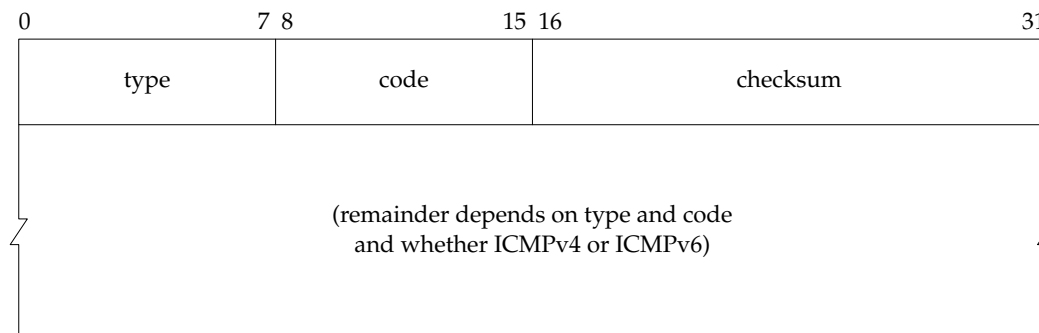 0 7 8 15 16 31
type code checksum
(remainder depends on type and code
and whether ICMPv4 or ICMPv6)